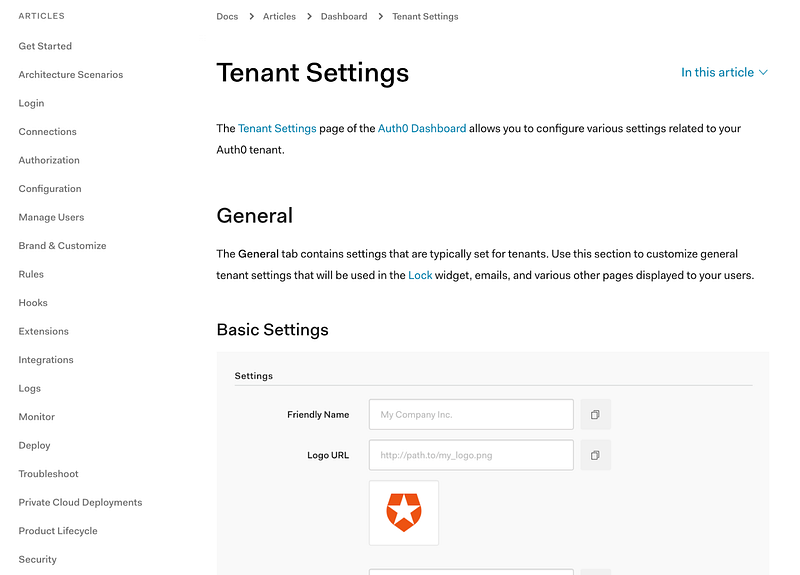 ARTICLES
Get Started
Architecture Scenarios
Login
Connections
Authorization
Configuration
Manage Users
Brand & Customize
Rules
Hooks
Extensions
Integrations
Logs
Monitor
Deploy
Troubleshoot
Private Cloud Deployments
Product Lifecycle
Security
Docs > Articles > Dashboard > Tenant Settings
Tenant Settings
In this article
The Tenant Settings page of the Auth0 Dashboard allows you to configure various settings related to your
Auth0 tenant.
General
The General tab contains settings that are typically set for tenants. Use this section to customize general
tenant settings that will be used in the Lock widget, emails, and various other pages displayed to your users.
Basic Settings
Settings
Friendly Name My Company Inc.
Logo URL http://path.to/my_logo.png